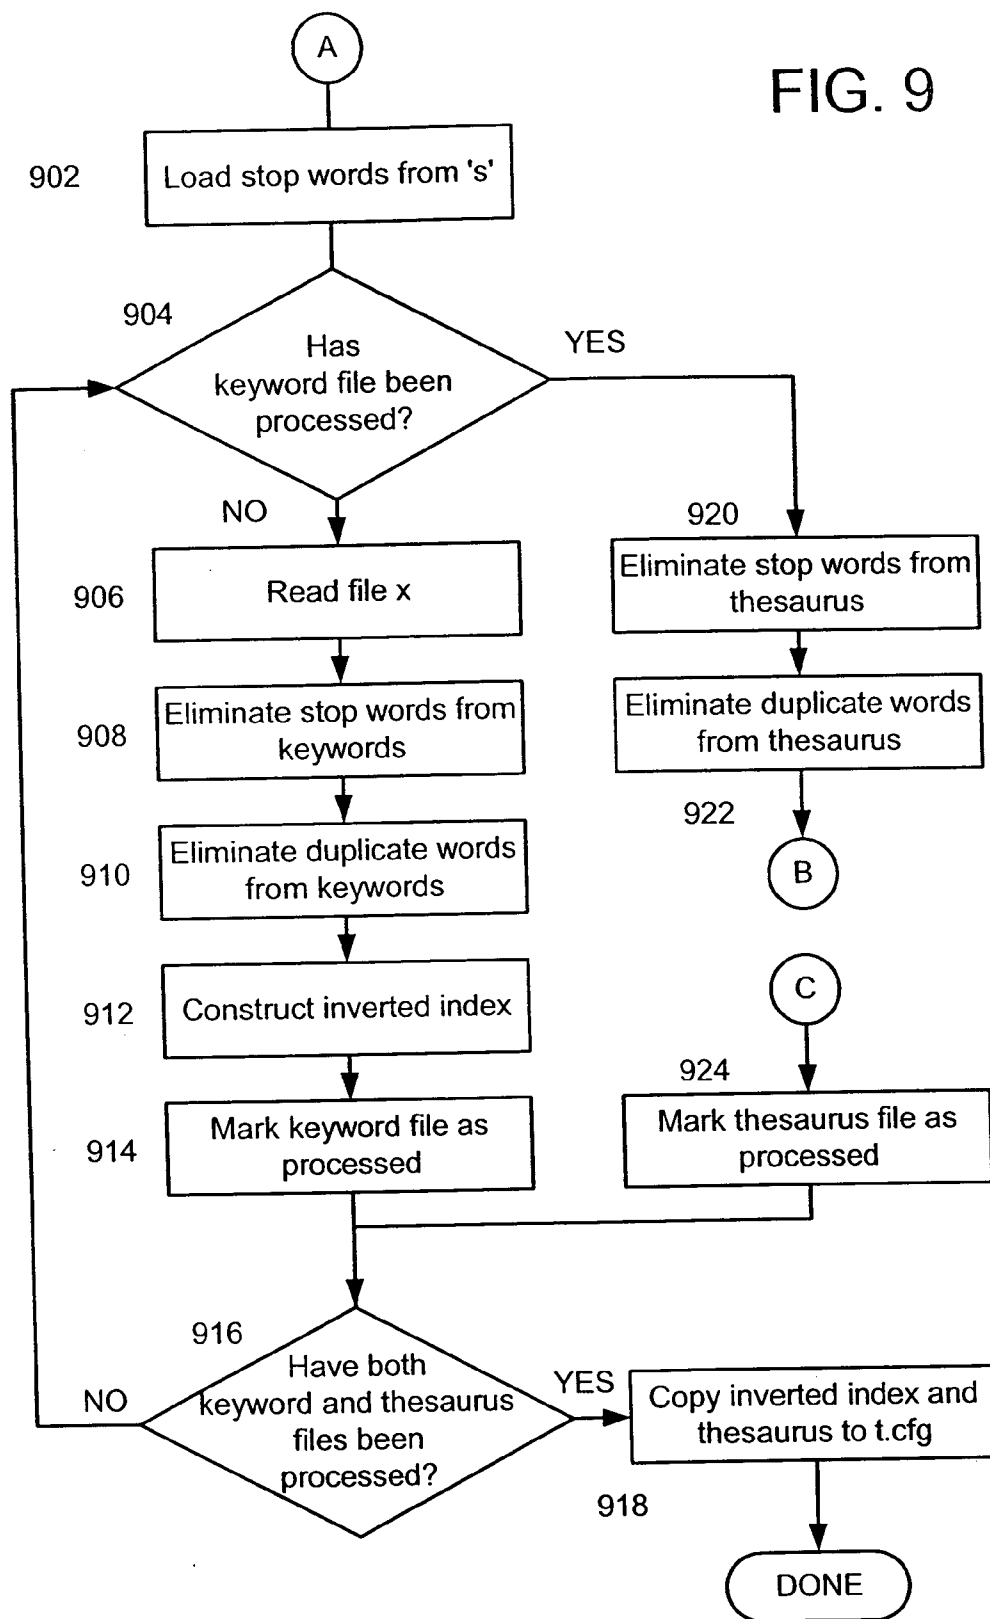 A
FIG. 9
902
Load stop words from 's'
904
Has
keyword file been
processed?
YES
NO
920
Eliminate stop words from
thesaurus
906
Read file x
908
Eliminate stop words from
keywords
Eliminate duplicate words
from thesaurus
922
B
910
Eliminate duplicate words
from keywords
912
Construct inverted index
C
924
914
Mark keyword file as
processed
Mark thesaurus file as
processed
916
Have both
keyword and thesaurus
files been
processed?
NO
YES
Copy inverted index and
thesaurus to t.cfg
918
DONE